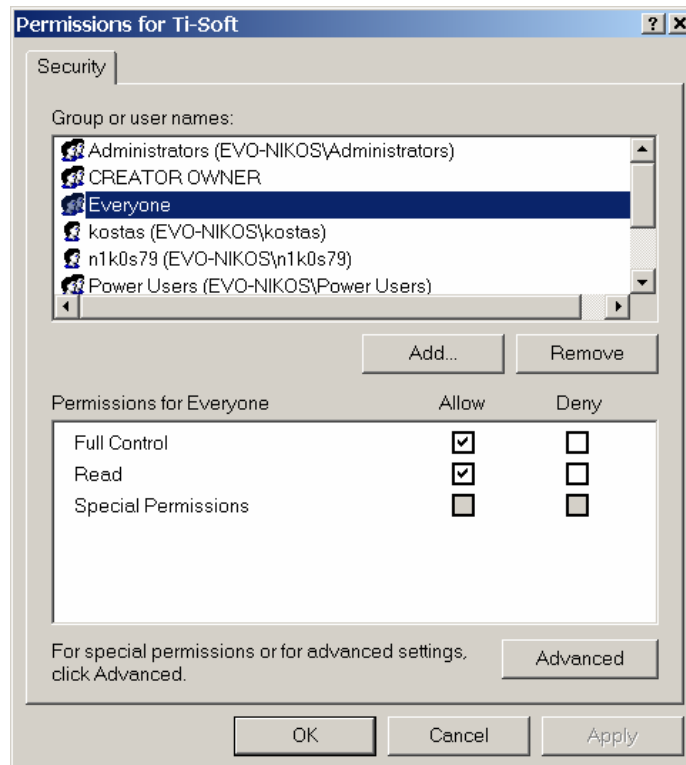 Permissions for Ti-Soft
Security
Group or user names:
Administrators (EVO-NIKOS\Administrators)
CREATOR OWNER
Everyone
kostas (EVO-NIKOS\kostas)
n1k0s79 (EVO-NIKOS\n1k0s79)
Power Users (EVO-NIKOS\Power Users)
Add... Remove
Permissions for Everyone Allow Deny
Full Control
Read
Special Permissions
For special permissions or for advanced settings,
click Advanced.
Advanced
OK Cancel Apply